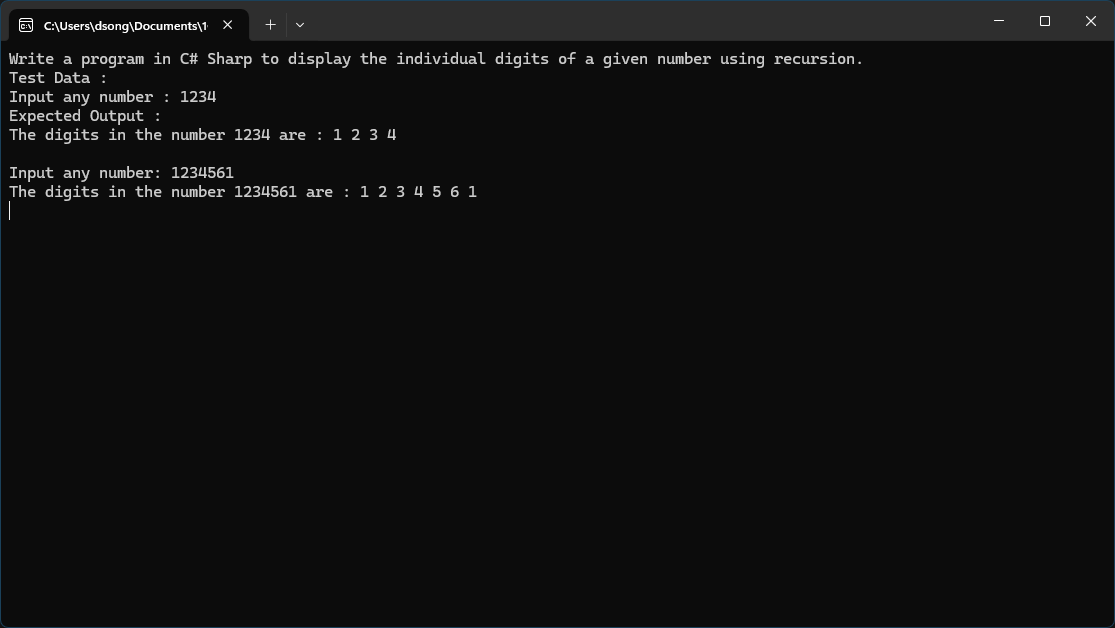 C:\Users\dsong\Documents\1
Write a program in C# Sharp to display the individual digits of a given number using recursion.
Test Data :
Input any number : 1234
Expected Output :
The digits in the number 1234 are : 1 2 3 4
Input any number: 1234561
The digits in the number 1234561 are : 1 2 3 4 5 6 1